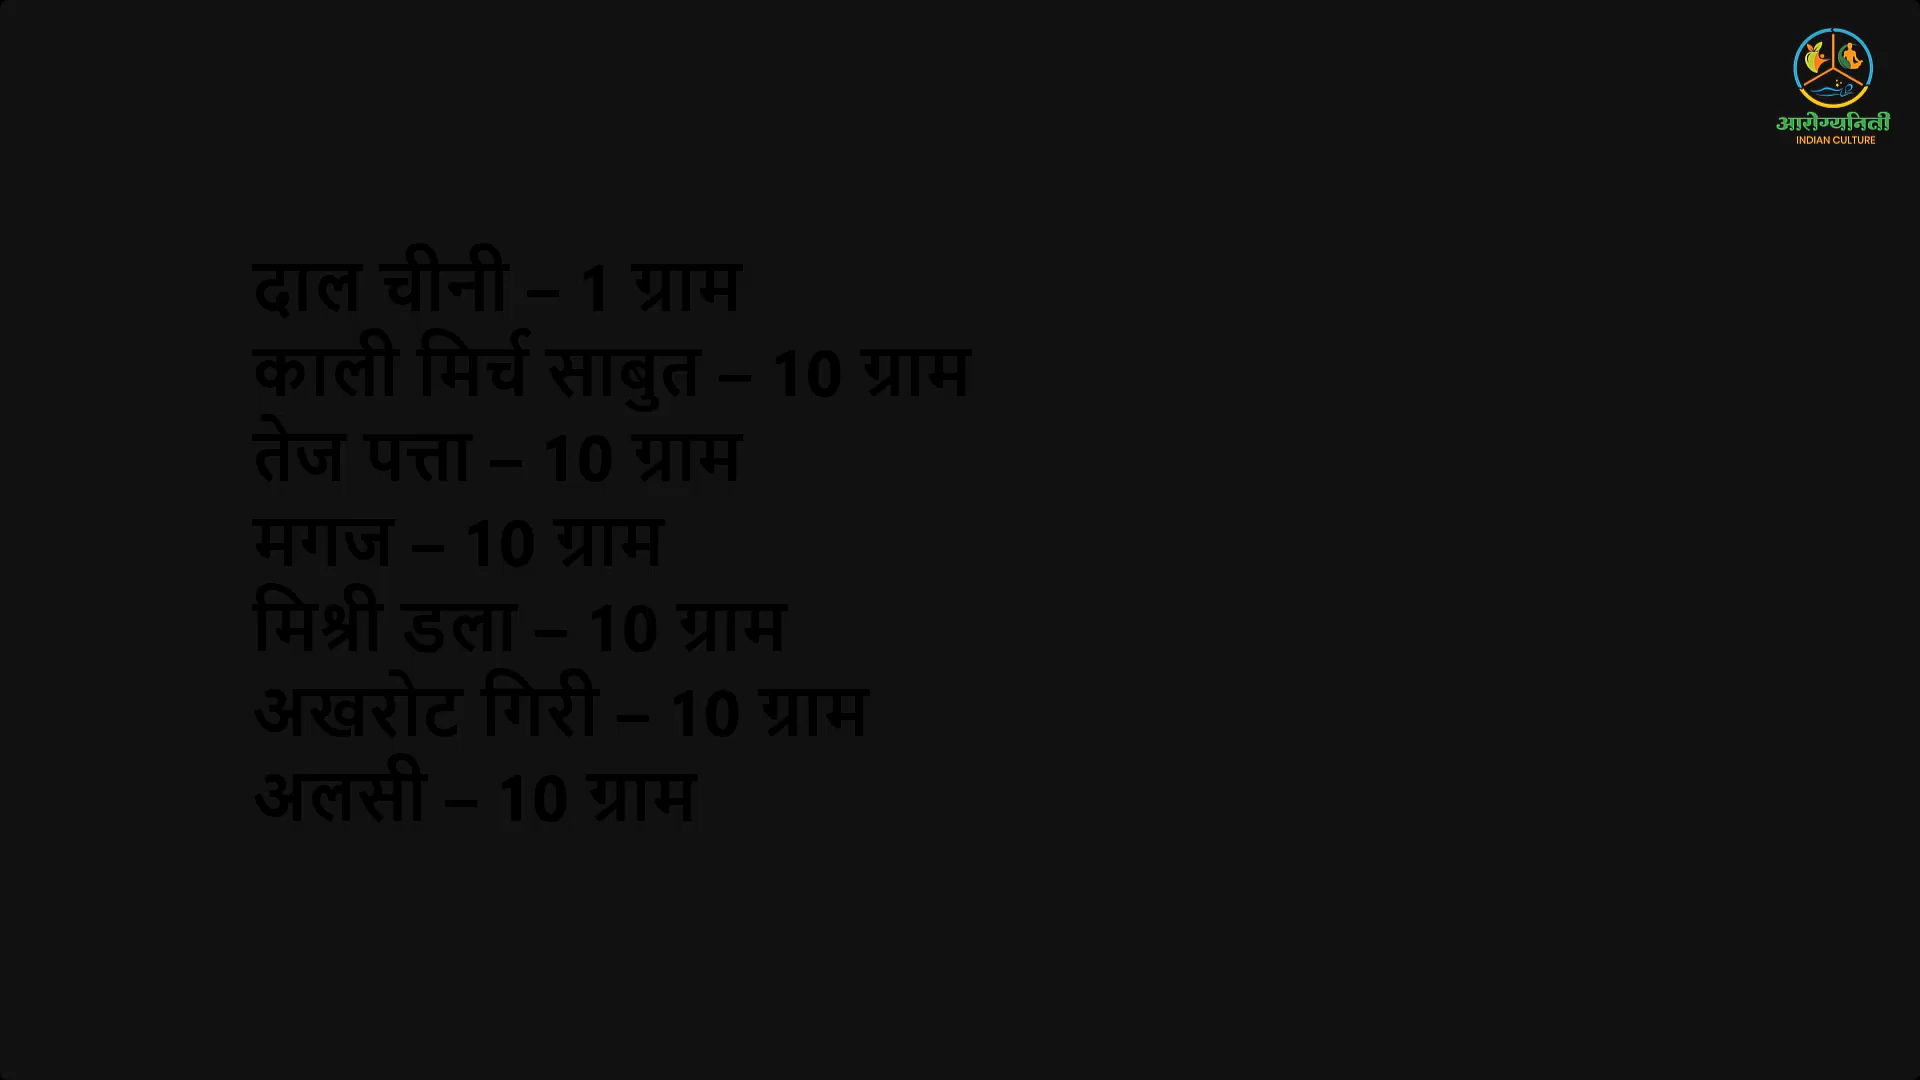 आरोग्यनिती
INDIAN CULTURE
दाल चीनी – 1 ग्राम
काली मिर्च साबुत – 10 ग्राम
तेज पत्ता – 10 ग्राम
मगज – 10 ग्राम
मिश्री डला – 10 ग्राम
अखरोट गिरी – 10 ग्राम
अलसी – 10 ग्राम